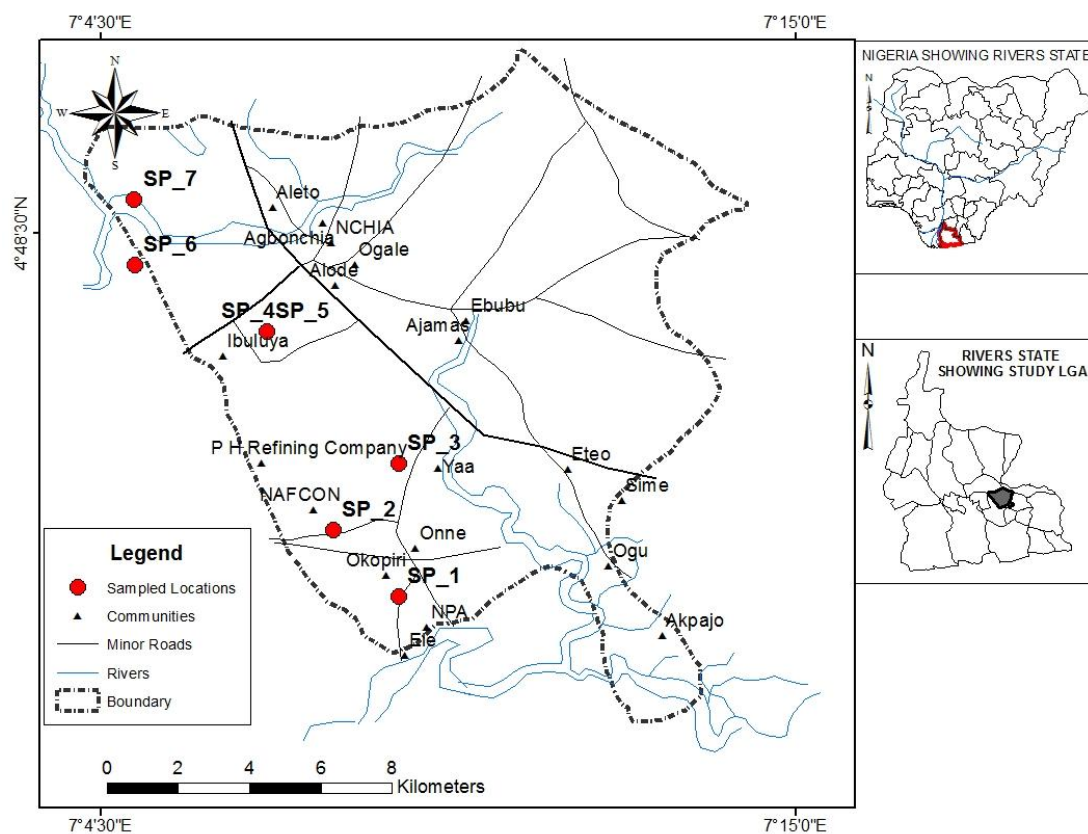 7°4'30"E
7°15'0"E
4°48'30"N
N
W
E
S
SP_7
Aleto
NCHIA
SP_6
Agbonchia
Ogale
Alode
SP_4SP_5
Ebubu
Ajamas
Ibuluya
P H Refining Company
SP_3
Yaa
Eteo
NAFCON
SP_2
Sime
Onne
Okopiri
SP_1
Ogu
NPA
Ele
Akpajo
Legend
Sampled Locations
Communities
Minor Roads
Rivers
Boundary
0 2 4 6 8
Kilometers
7°4'30"E
7°15'0"E
NIGERIA SHOWING RIVERS STATE
N
S
N
RIVERS STATE
SHOWING STUDY LGA